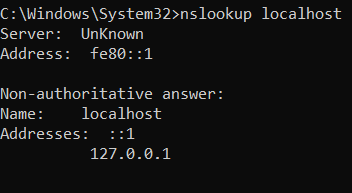 C:\Windows\System32>nslookup localhost
Server:  UnKnown
Address:  fe80::1

Non-authoritative answer:
Name:    localhost
Addresses:  ::1
          127.0.0.1